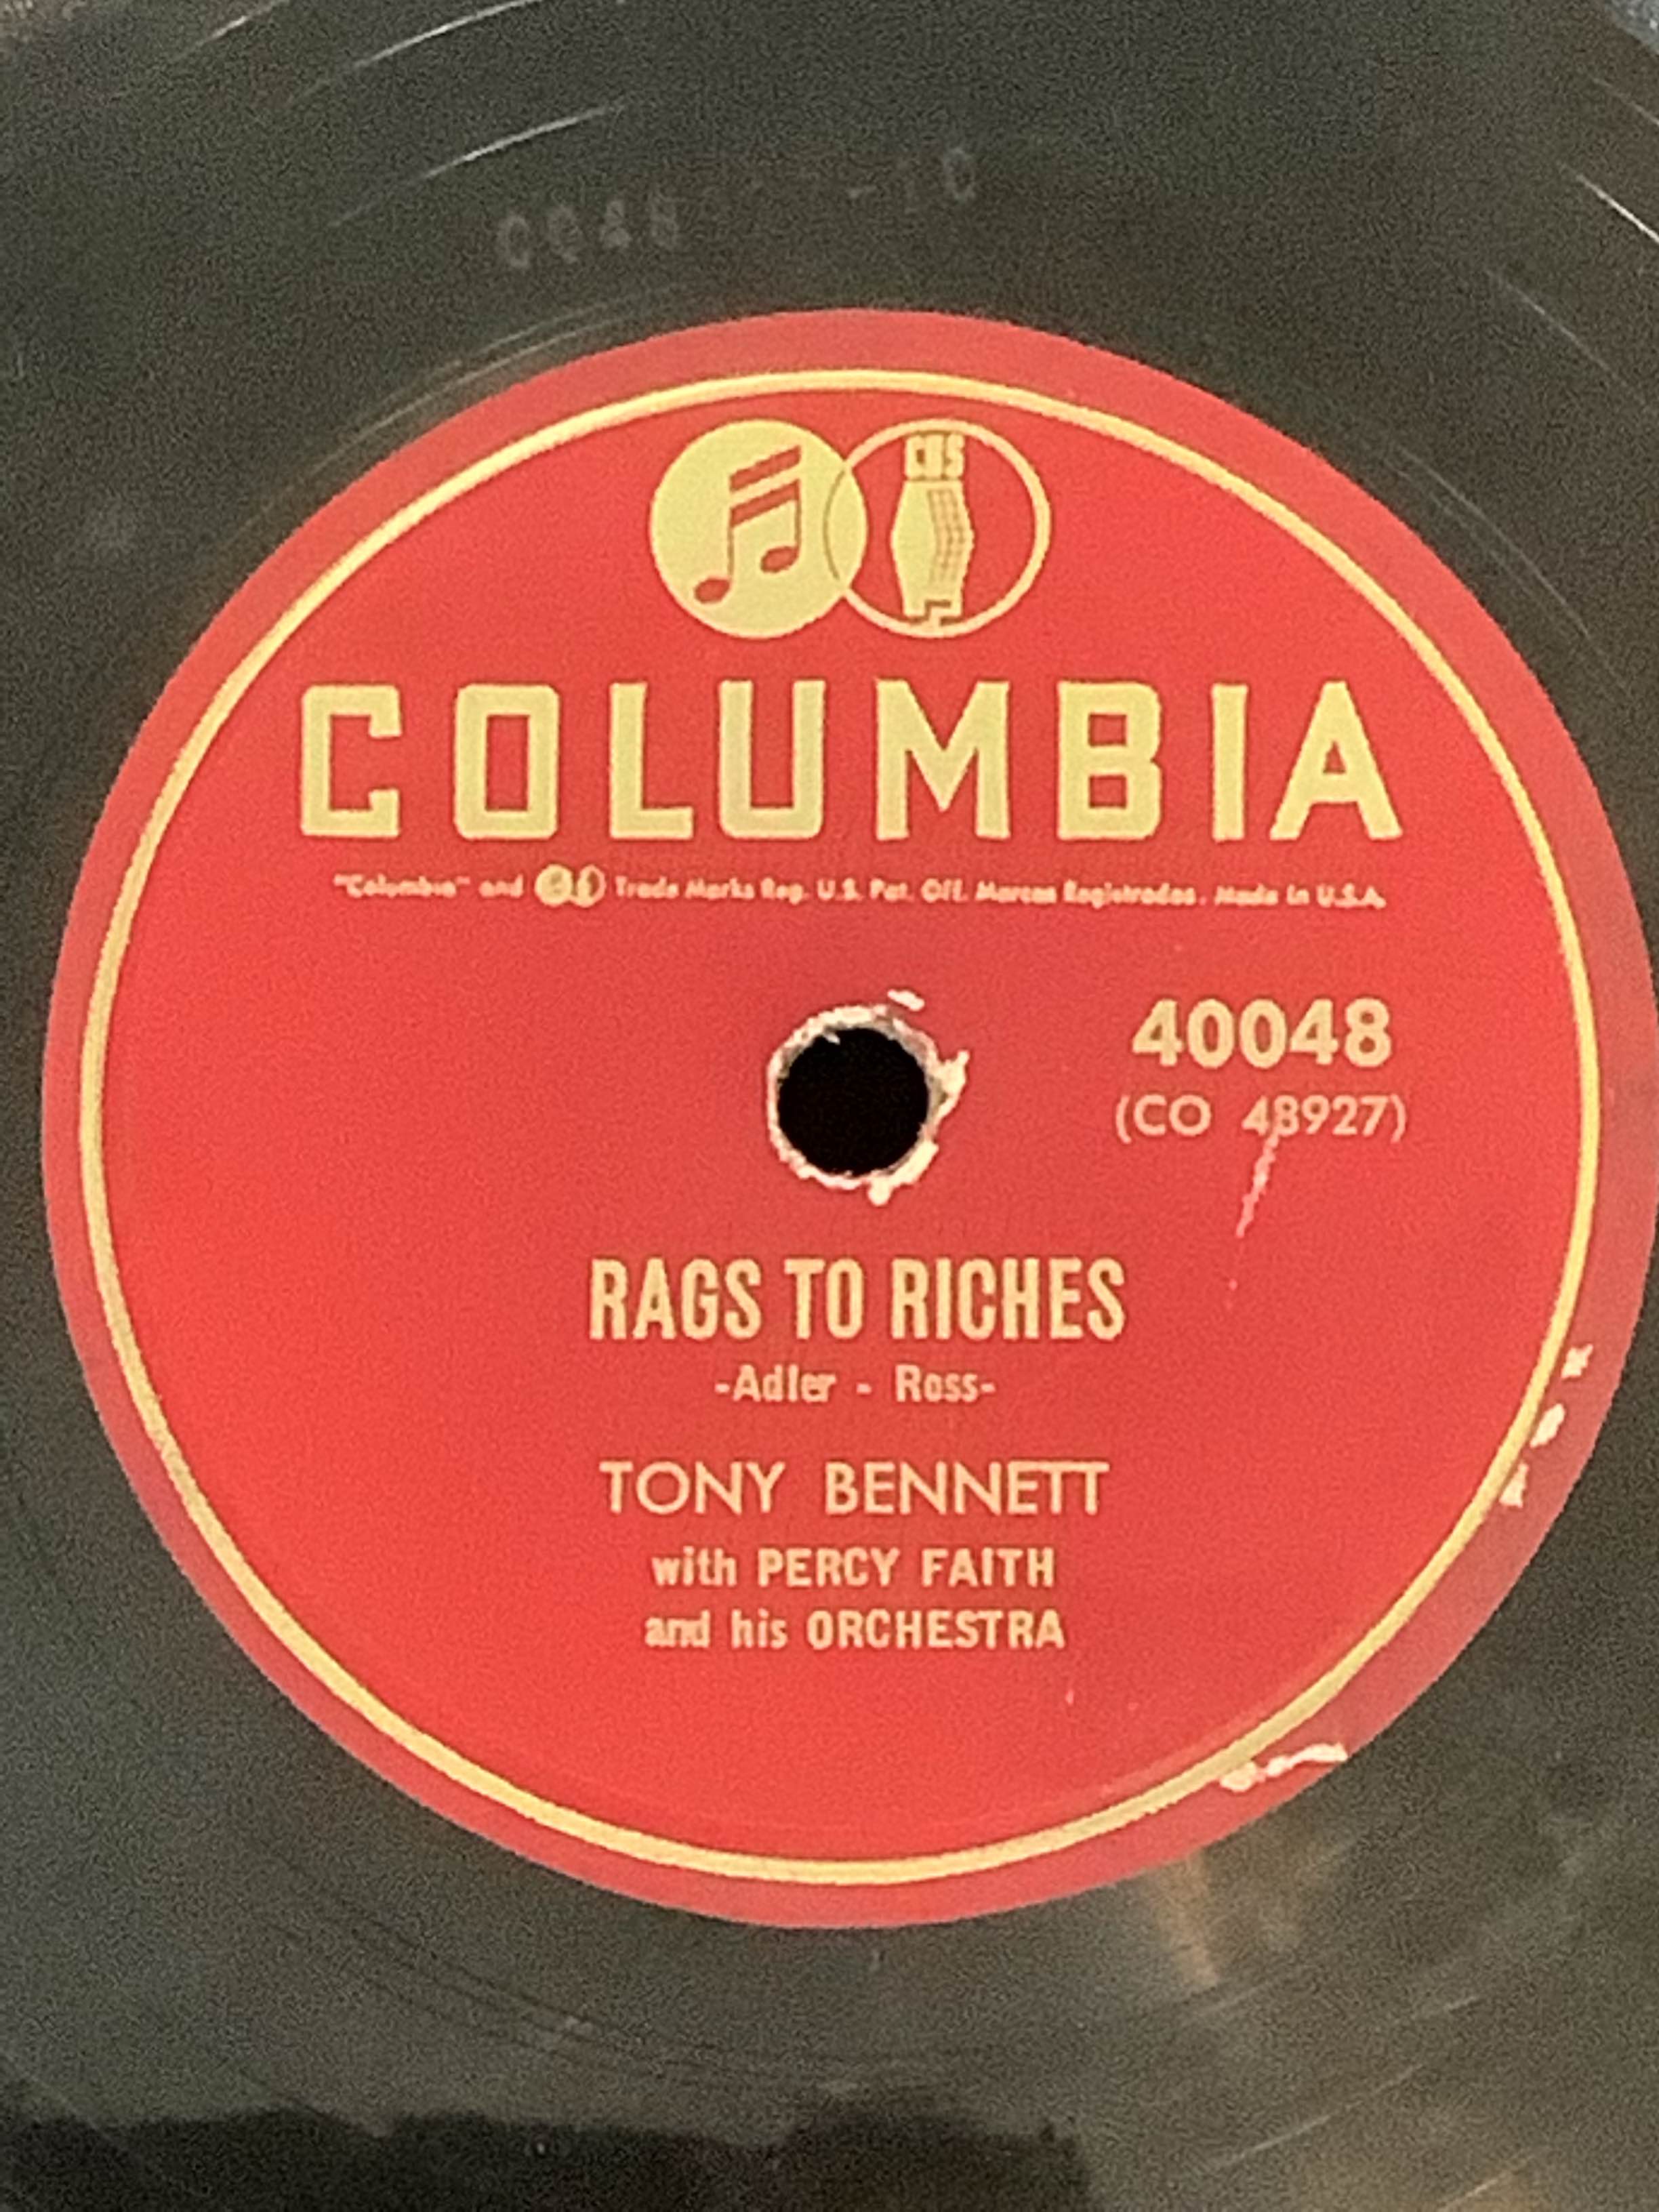 CBS
COLUMBIA
"Columbia" and Trade Marks Reg. U.S. Pat. Off. Marcas Registradas. Made in U.S.A.
40048
(CO 48927)
RAGS TO RICHES
-Adler - Ross-
TONY BENNETT
with PERCY FAITH
and his ORCHESTRA